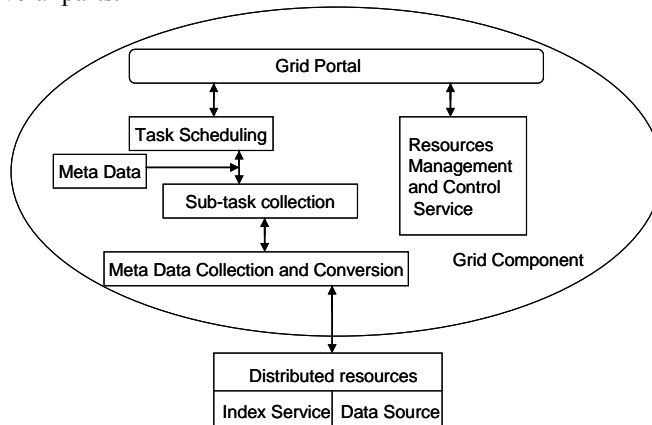 Grid Portal
Task Scheduling
Meta Data
Sub-task collection
Meta Data Collection and Conversion
Resources
Management
and Control
Service
Grid Component
Distributed resources
Index Service
Data Source